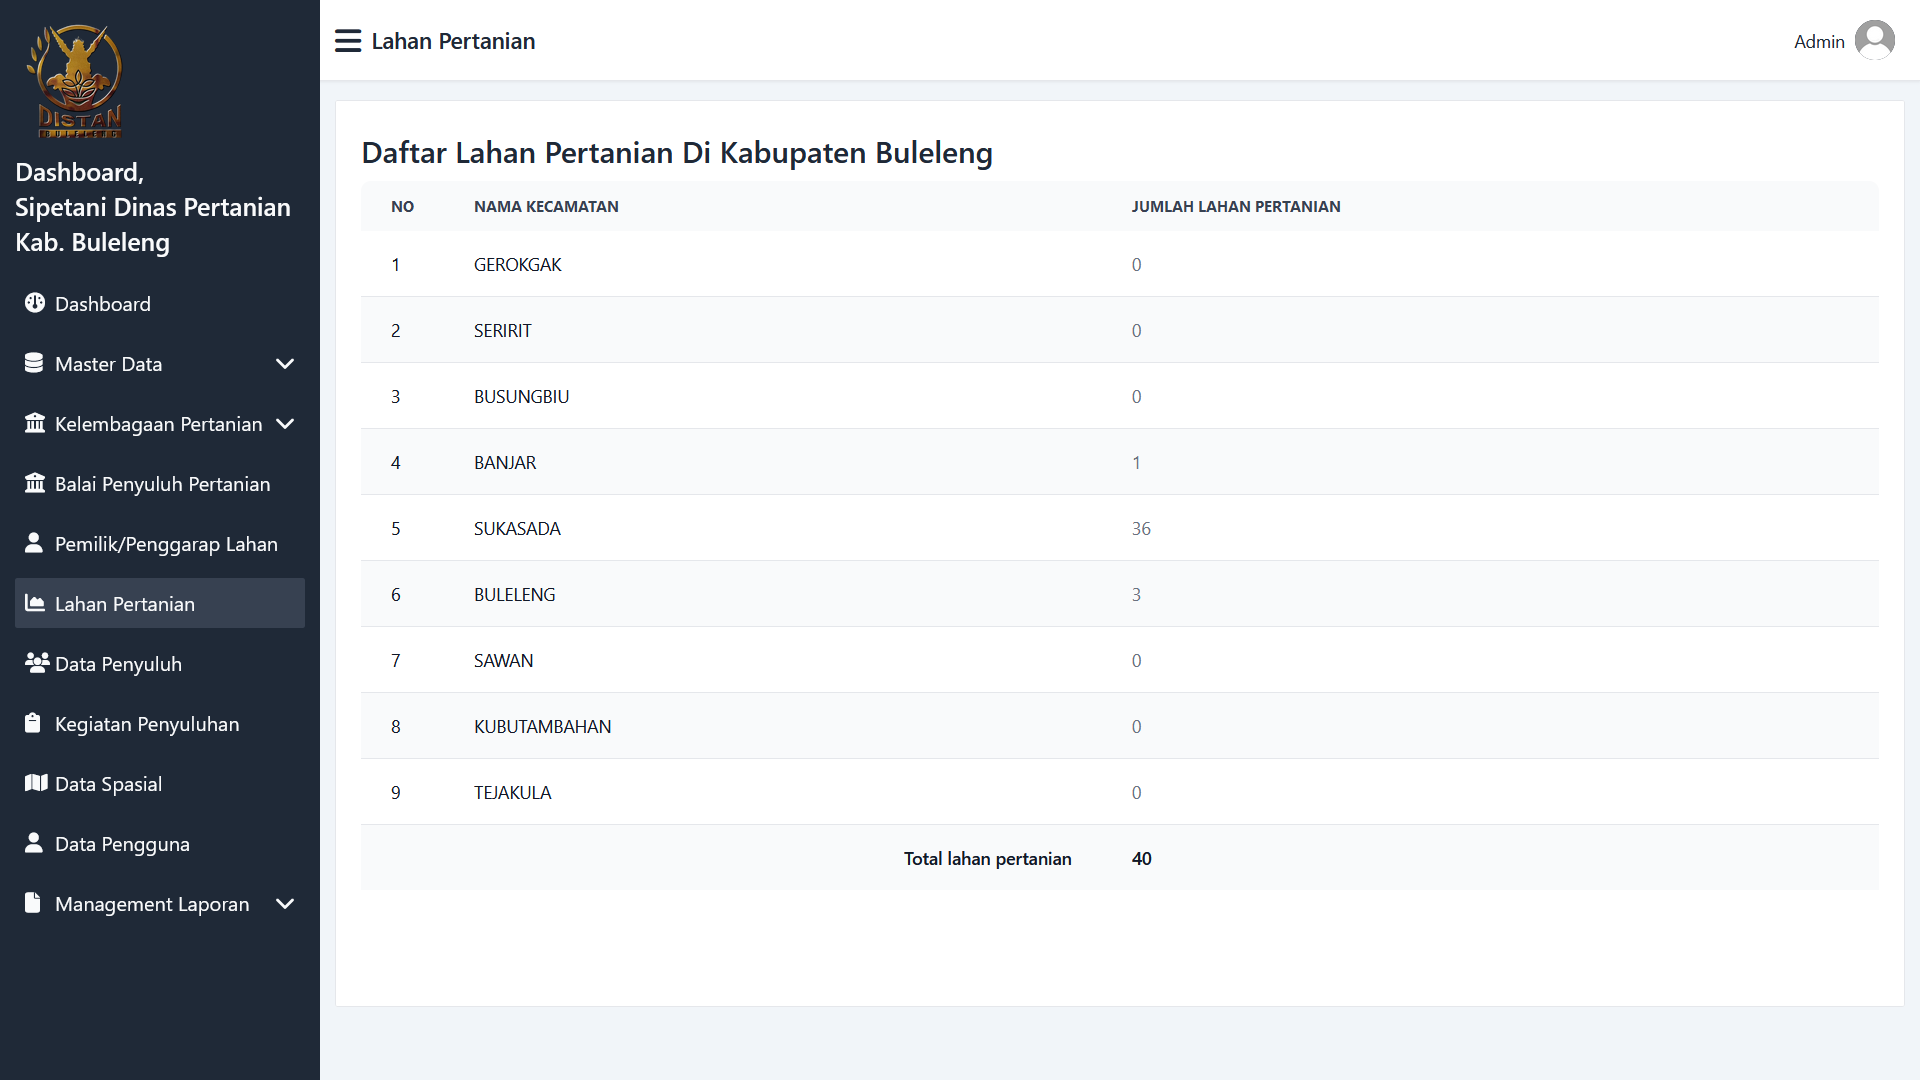 DISTAN
BULELENG
Dashboard,
Sipetani Dinas Pertanian
Kab. Buleleng
Dashboard
Master Data
Kelembagaan Pertanian
Balai Penyuluh Pertanian
Pemilik/Penggarap Lahan
Lahan Pertanian
Data Penyuluh
Kegiatan Penyuluhan
Data Spasial
Data Pengguna
Management Laporan
Lahan Pertanian
Admin
Daftar Lahan Pertanian Di Kabupaten Buleleng
NO NAMA KECAMATAN JUMLAH LAHAN PERTANIAN
1 GEROKGAK 0
2 SERIRIT 0
3 BUSUNGBIU 0
4 BANJAR 1
5 SUKASADA 36
6 BULELENG 3
7 SAWAN 0
8 KUBUTAMBAHAN 0
9 TEJAKULA 0
Total lahan pertanian 40